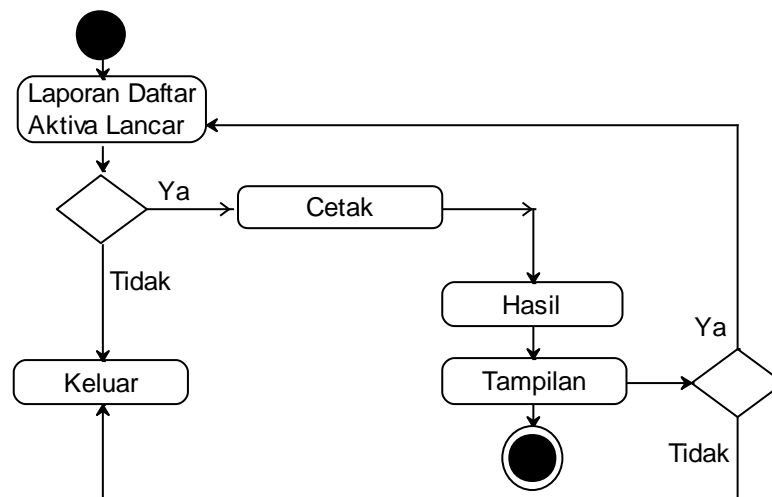 Laporan Daftar
Aktiva Lancar
Ya
Cetak
Tidak
Hasil
Ya
Keluar
Tampilan
Tidak